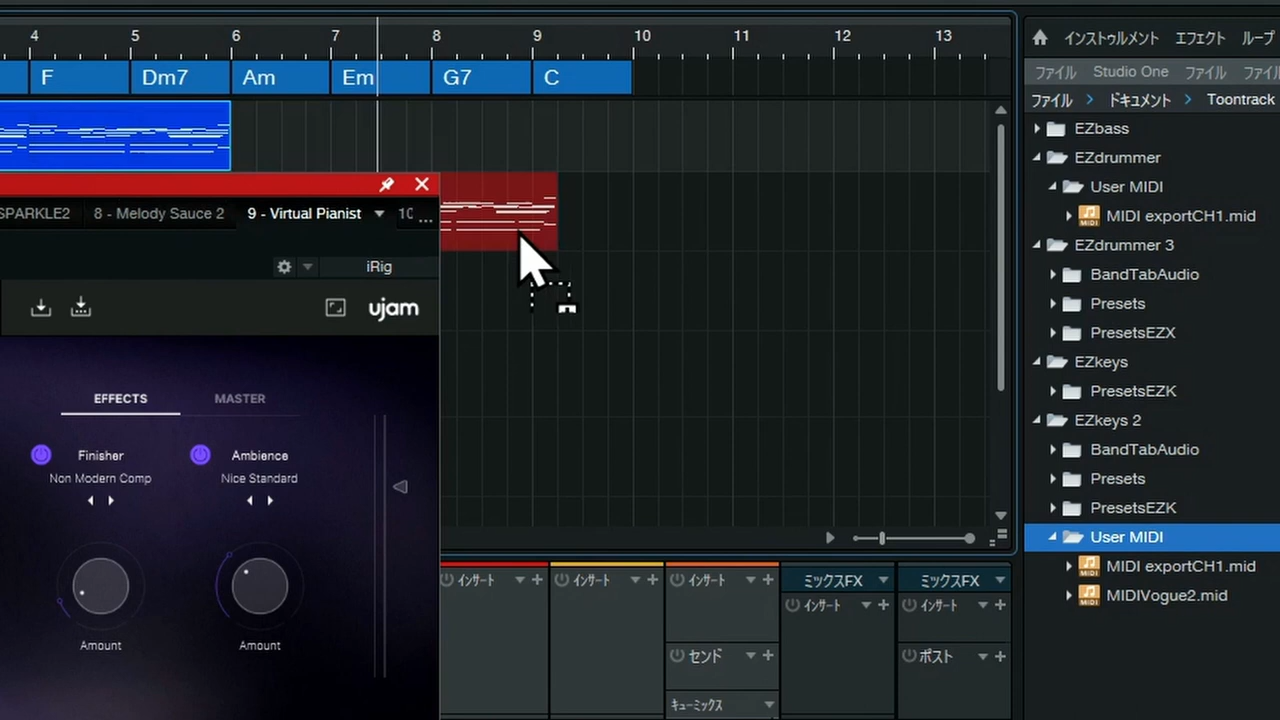 4 5 6 7 8 9 10 11 12 13
F Dm7 Am Em G7 C
SPARKLE2 8 - Melody Sauce 2 9 - Virtual Pianist 10 ...
iRig
ujam
EFFECTS MASTER
Finisher Ambience
Non Modern Comp Nice Standard
Amount Amount
インサート インサート インサート ミックスFX ミックスFX
インサート インサート
センド ポスト
キューミックス
インストゥルメント エフェクト ループ
ファイル Studio One ファイル ファイル
ファイル > ドキュメント > Toontrack
EZbass
EZdrummer
User MIDI
MIDI exportCH1.mid
EZdrummer 3
BandTabAudio
Presets
PresetsEZX
EZkeys
PresetsEZK
EZkeys 2
BandTabAudio
Presets
PresetsEZK
User MIDI
MIDI exportCH1.mid
MIDIVogue2.mid